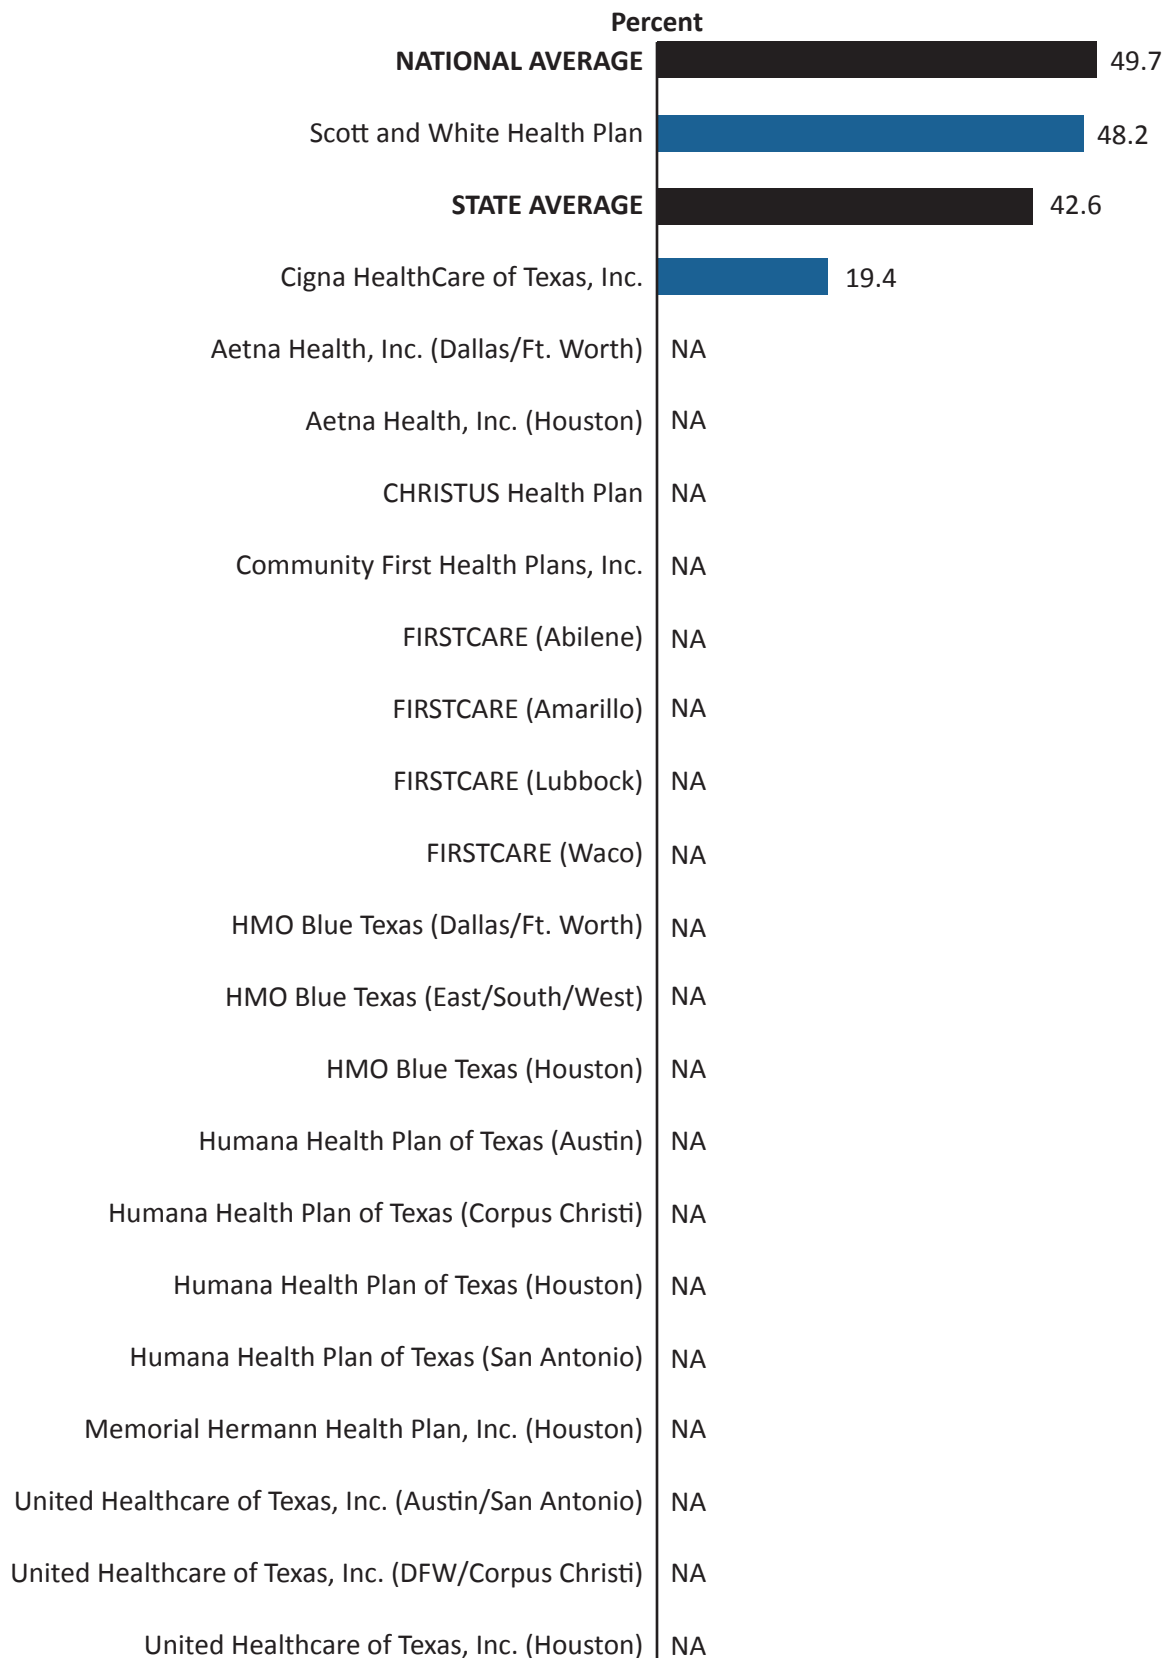 Percent
NATIONAL AVERAGE 49.7
Scott and White Health Plan 48.2
STATE AVERAGE 42.6
Cigna HealthCare of Texas, Inc. 19.4
Aetna Health, Inc. (Dallas/Ft. Worth) NA
Aetna Health, Inc. (Houston) NA
CHRISTUS Health Plan NA
Community First Health Plans, Inc. NA
FIRSTCARE (Abilene) NA
FIRSTCARE (Amarillo) NA
FIRSTCARE (Lubbock) NA
FIRSTCARE (Waco) NA
HMO Blue Texas (Dallas/Ft. Worth) NA
HMO Blue Texas (East/South/West) NA
HMO Blue Texas (Houston) NA
Humana Health Plan of Texas (Austin) NA
Humana Health Plan of Texas (Corpus Christi) NA
Humana Health Plan of Texas (Houston) NA
Humana Health Plan of Texas (San Antonio) NA
Memorial Hermann Health Plan, Inc. (Houston) NA
United Healthcare of Texas, Inc. (Austin/San Antonio) NA
United Healthcare of Texas, Inc. (DFW/Corpus Christi) NA
United Healthcare of Texas, Inc. (Houston) NA